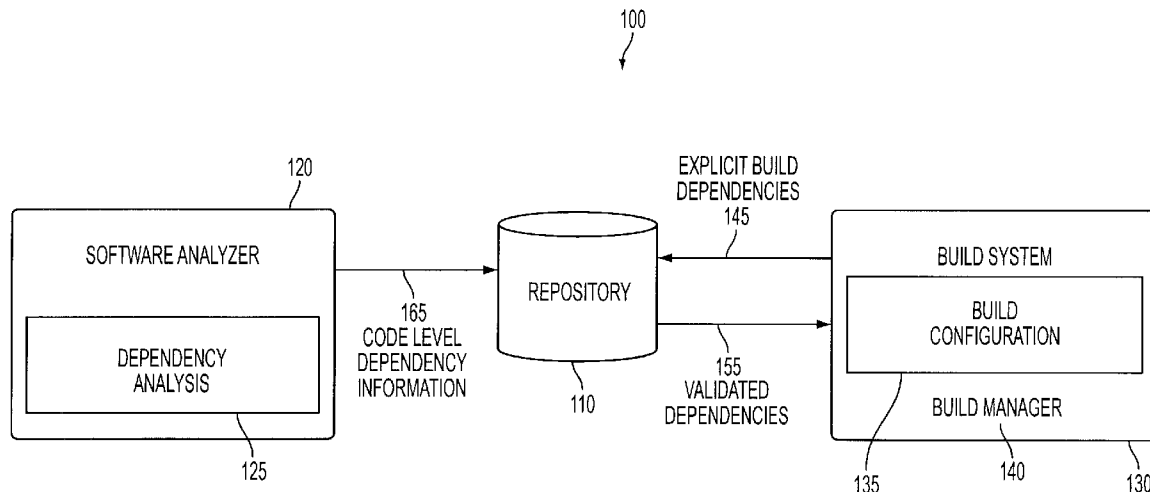 100
120
SOFTWARE ANALYZER
DEPENDENCY
ANALYSIS
125
165
CODE LEVEL
DEPENDENCY
INFORMATION
REPOSITORY
110
EXPLICIT BUILD
DEPENDENCIES
145
155
VALIDATED
DEPENDENCIES
BUILD SYSTEM
BUILD
CONFIGURATION
BUILD MANAGER
135
140
130